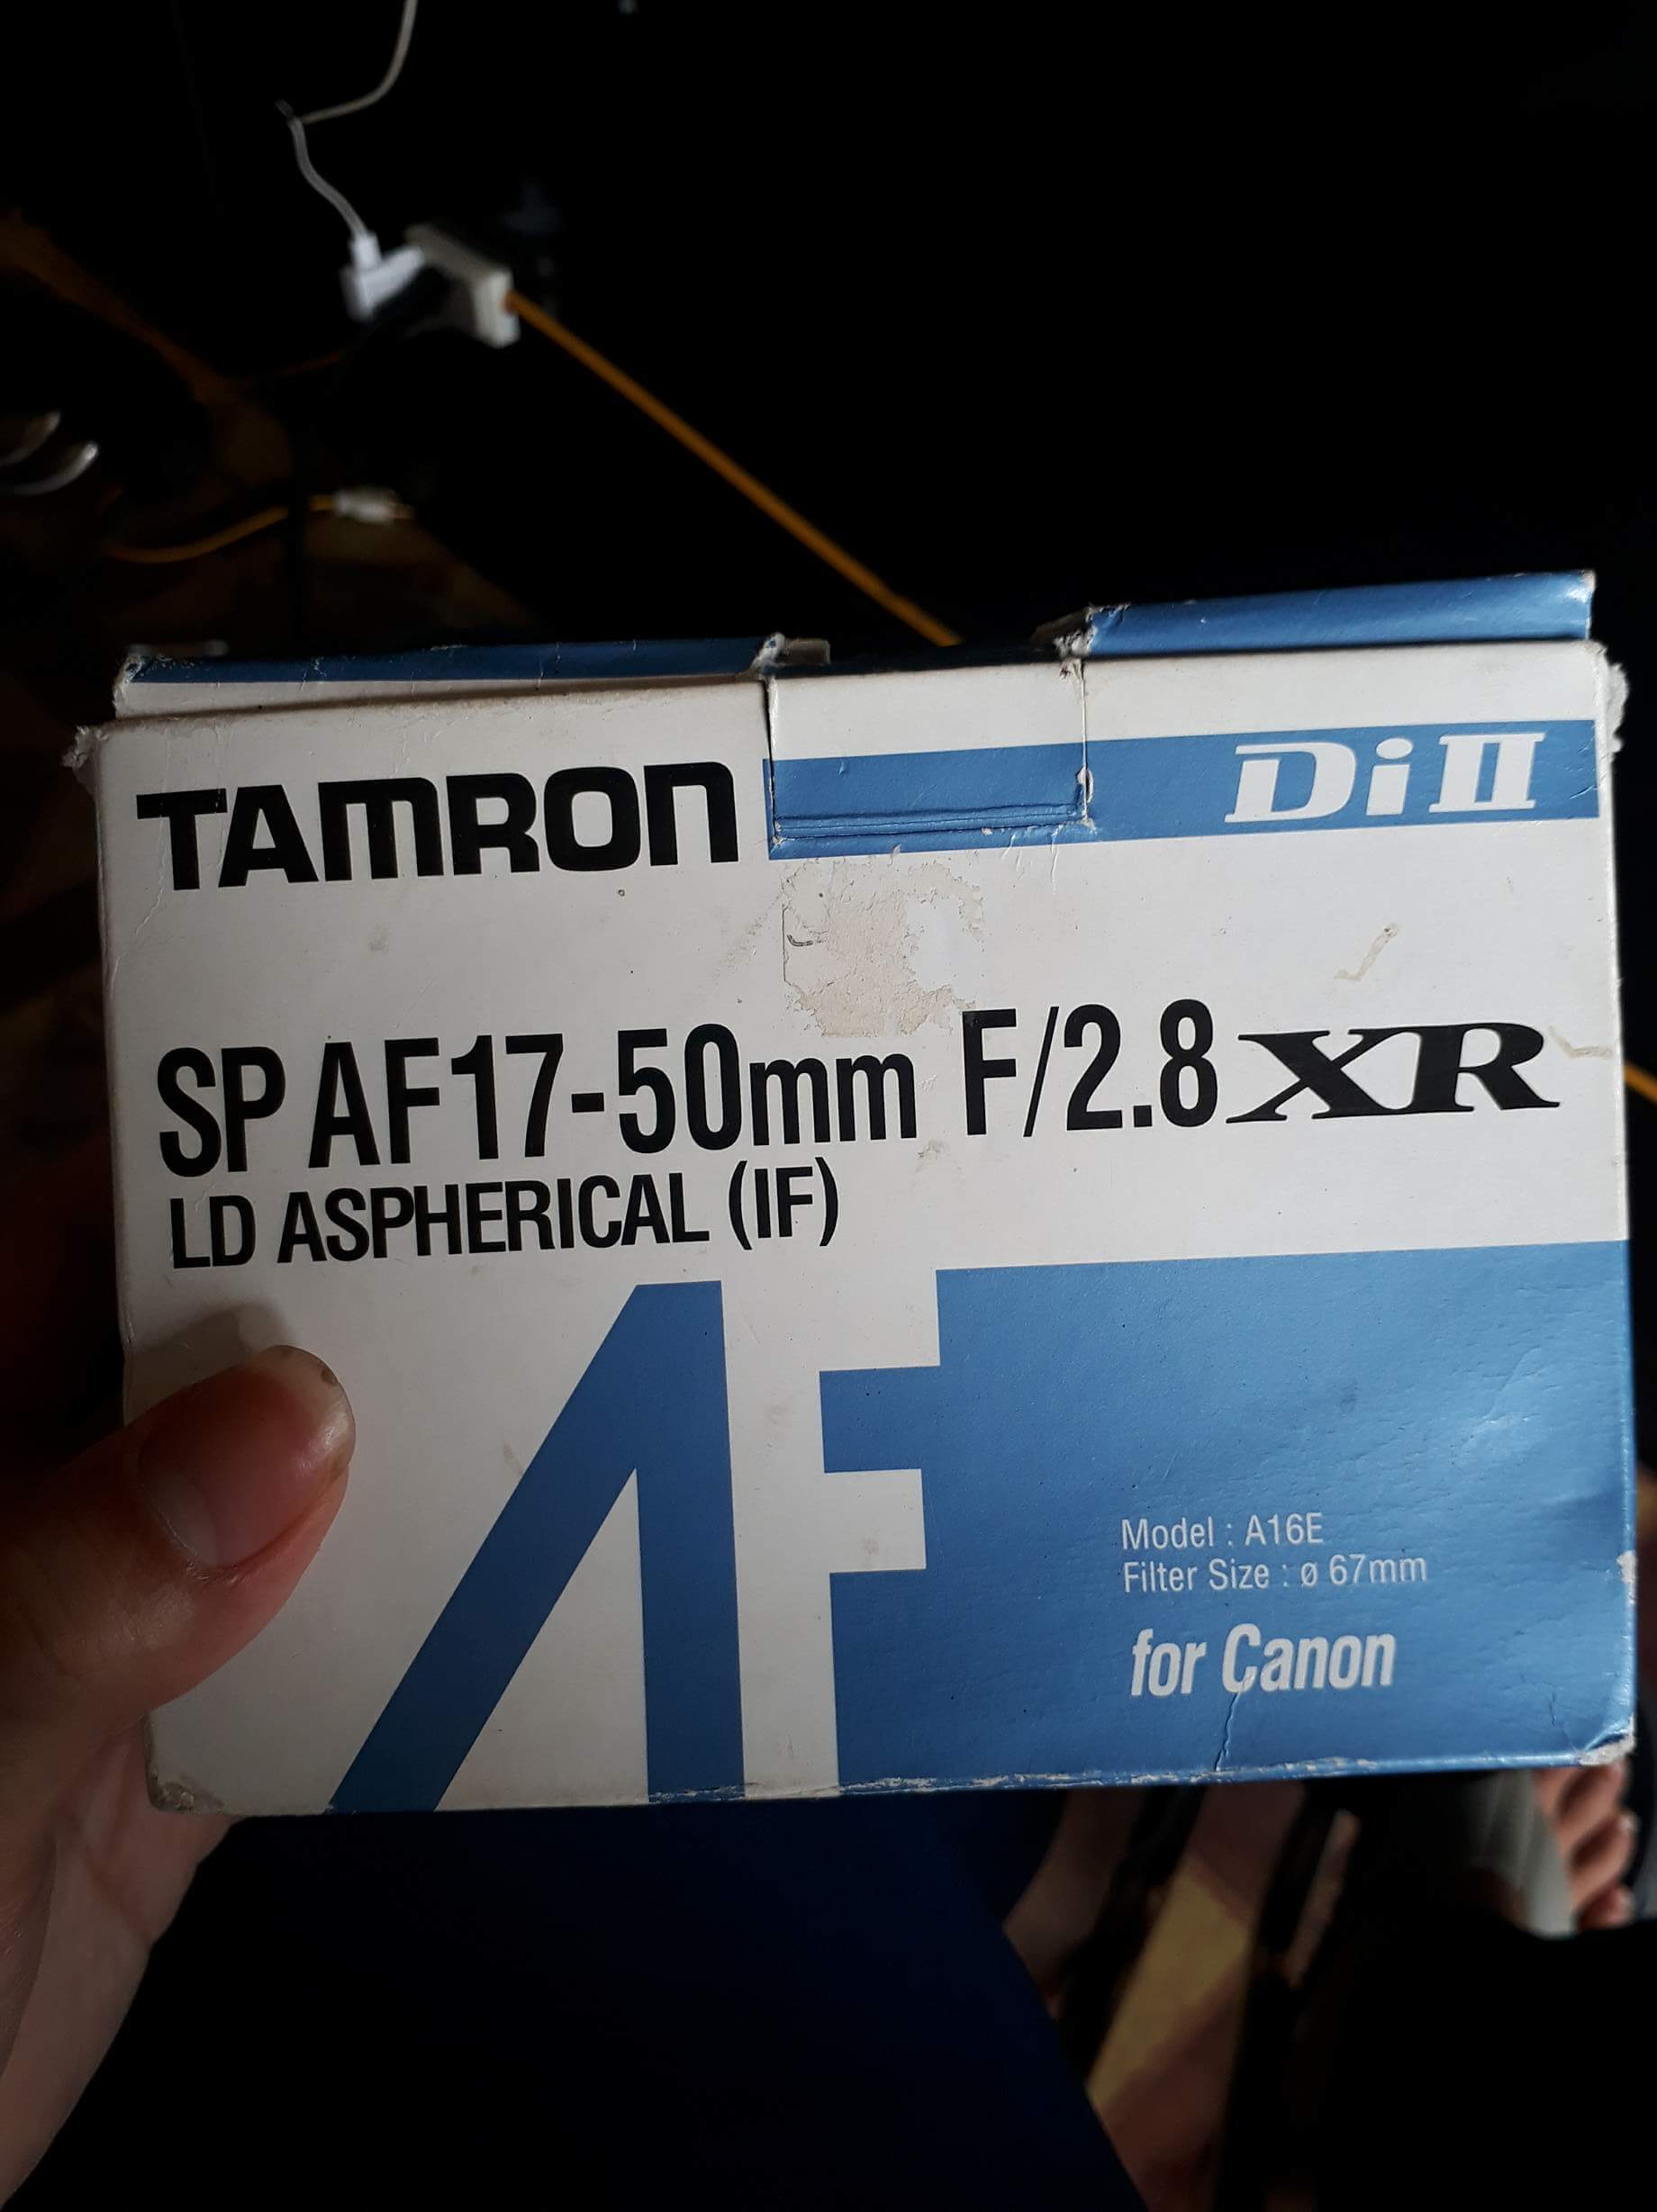 TAMRON Di II
SP AF17-50mm F/2.8 XR
LD ASPHERICAL (IF)
AF
Model : A16E
Filter Size : ø 67mm
for Canon